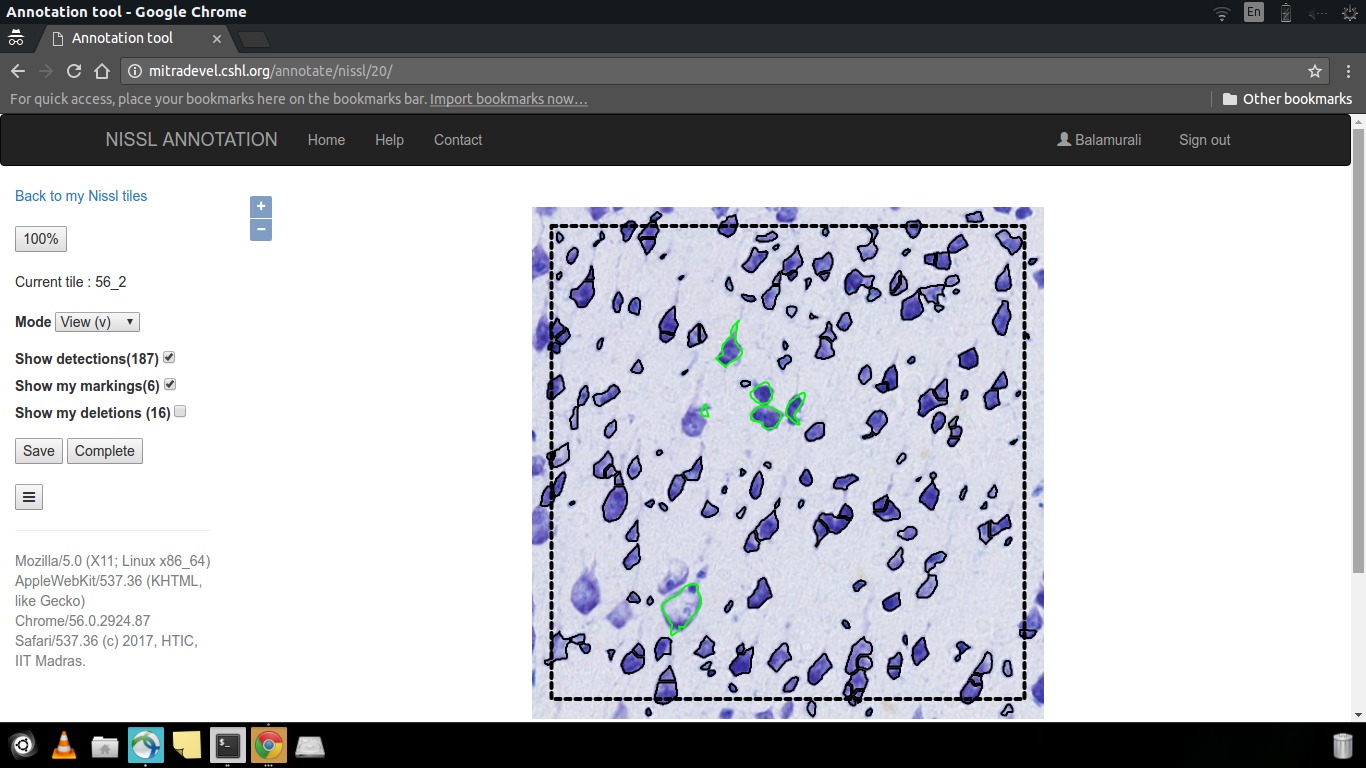 Annotation tool - Google Chrome
En
Annotation tool
mitradevel.cshl.org/annotate/nissl/20/
For quick access, place your bookmarks here on the bookmarks bar. Import bookmarks now...
Other bookmarks
NISSL ANNOTATION Home Help Contact Balamurali Sign out
Back to my Nissl tiles
+
−
100%
Current tile : 56_2
Mode View (v)
Show detections(187)
Show my markings(6)
Show my deletions (16)
Save Complete
Mozilla/5.0 (X11; Linux x86_64)
AppleWebKit/537.36 (KHTML,
like Gecko)
Chrome/56.0.2924.87
Safari/537.36 (c) 2017, HTIC,
IIT Madras.